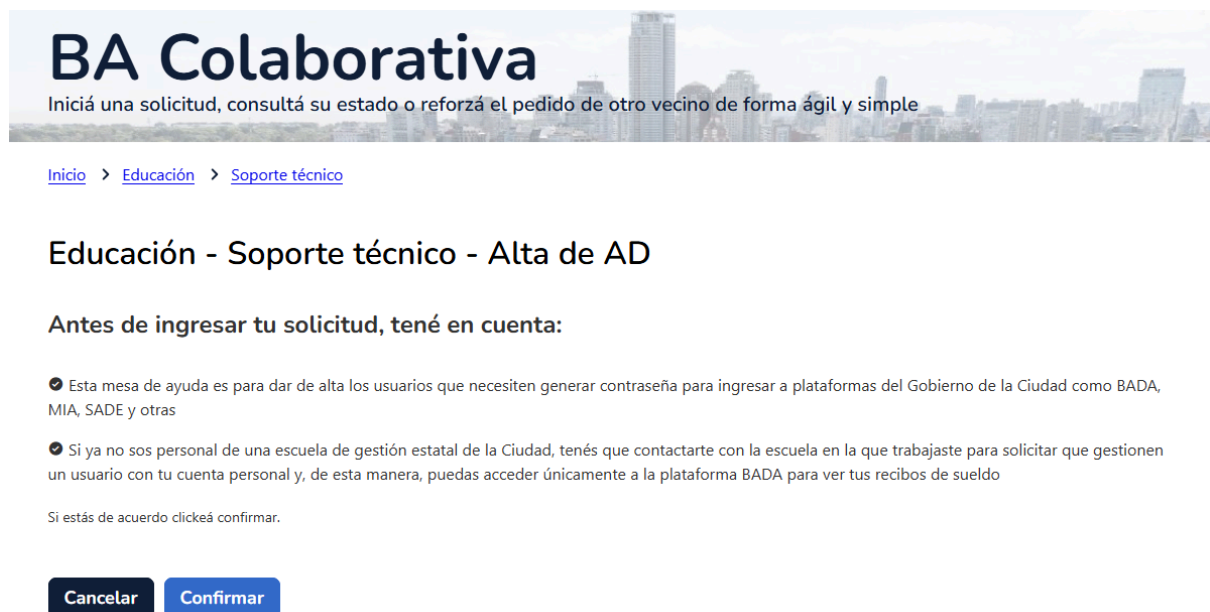 BA Colaborativa
Iniciá una solicitud, consultá su estado o reforzá el pedido de otro vecino de forma ágil y simple
Inicio > Educación > Soporte técnico
Educación - Soporte técnico - Alta de AD
Antes de ingresar tu solicitud, tené en cuenta:
Esta mesa de ayuda es para dar de alta los usuarios que necesiten generar contraseña para ingresar a plataformas del Gobierno de la Ciudad como BADA,
MIA, SADE y otras
Si ya no sos personal de una escuela de gestión estatal de la Ciudad, tenés que contactarte con la escuela en la que trabajaste para solicitar que gestionen
un usuario con tu cuenta personal y, de esta manera, puedas acceder únicamente a la plataforma BADA para ver tus recibos de sueldo
Si estás de acuerdo clickeá confirmar.
Cancelar Confirmar